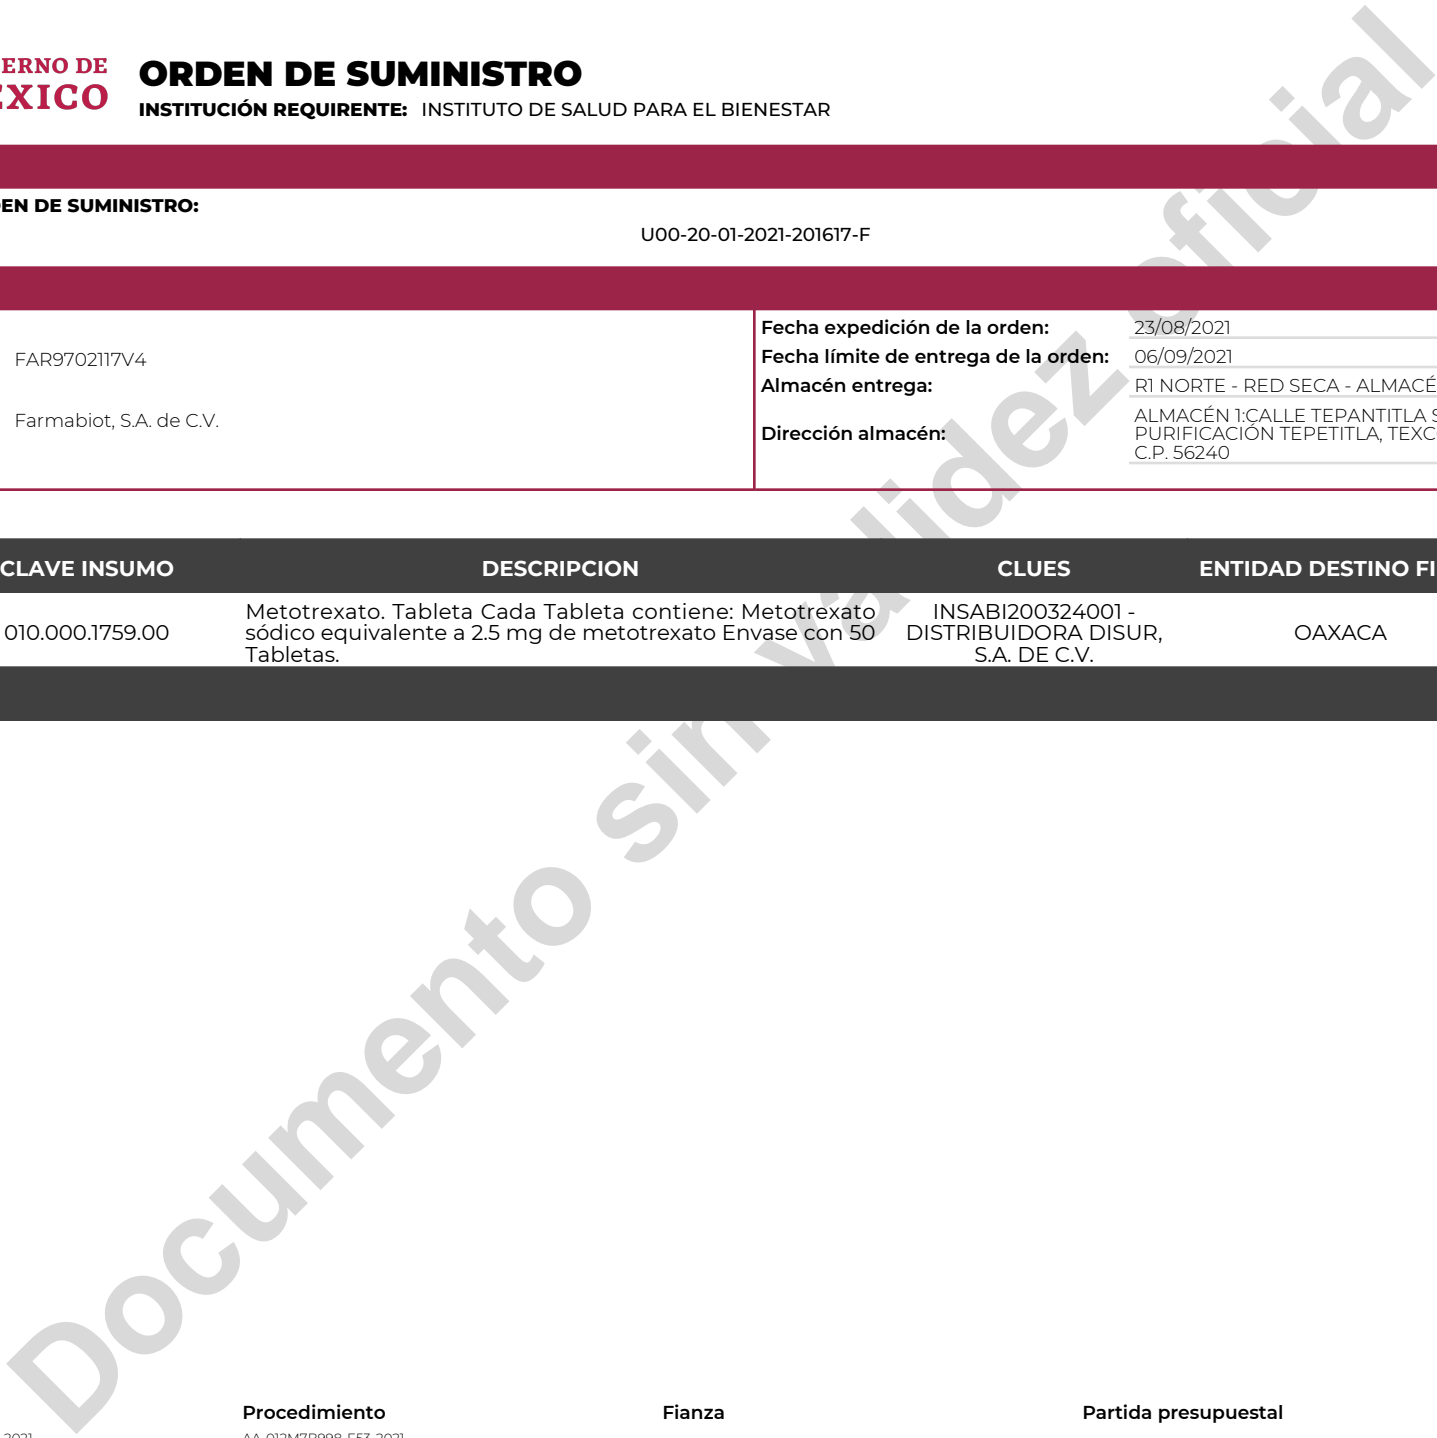 ERNO DE
EXICO
ORDEN DE SUMINISTRO
INSTITUCIÓN REQUIRENTE: INSTITUTO DE SALUD PARA EL BIENESTAR
EN DE SUMINISTRO:
U00-20-01-2021-201617-F
FAR9702117V4
Farmabiot, S.A. de C.V.
Fecha expedición de la orden: 23/08/2021
Fecha límite de entrega de la orden: 06/09/2021
Almacén entrega: R1 NORTE - RED SECA - ALMACÉ
Dirección almacén:
ALMACÉN 1:CALLE TEPANTITLA S
PURIFICACIÓN TEPETITLA, TEXC
C.P. 56240
CLAVE INSUMO DESCRIPCION CLUES ENTIDAD DESTINO FI
010.000.1759.00
Metotrexato. Tableta Cada Tableta contiene: Metotrexato
sódico equivalente a 2.5 mg de metotrexato Envase con 50
Tabletas.
INSABI200324001 -
DISTRIBUIDORA DISUR,
S.A. DE C.V.
OAXACA
Documento sin validez oficial
Procedimiento Fianza Partida presupuestal